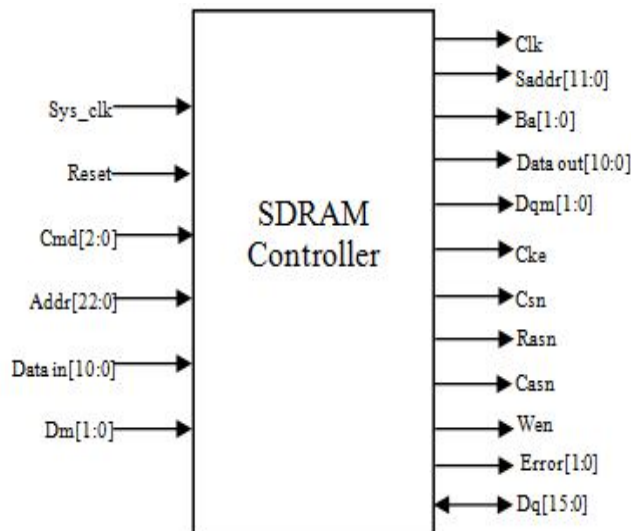 Sys_clk
Reset
Cmd[2:0]
Addr[22:0]
Data in[10:0]
Dm[1:0]
SDRAM
Controller
Clk
Saddr[11:0]
Ba[1:0]
Data out[10:0]
Dqm[1:0]
Cke
Csn
Rasn
Casn
Wen
Error[1:0]
Dq[15:0]